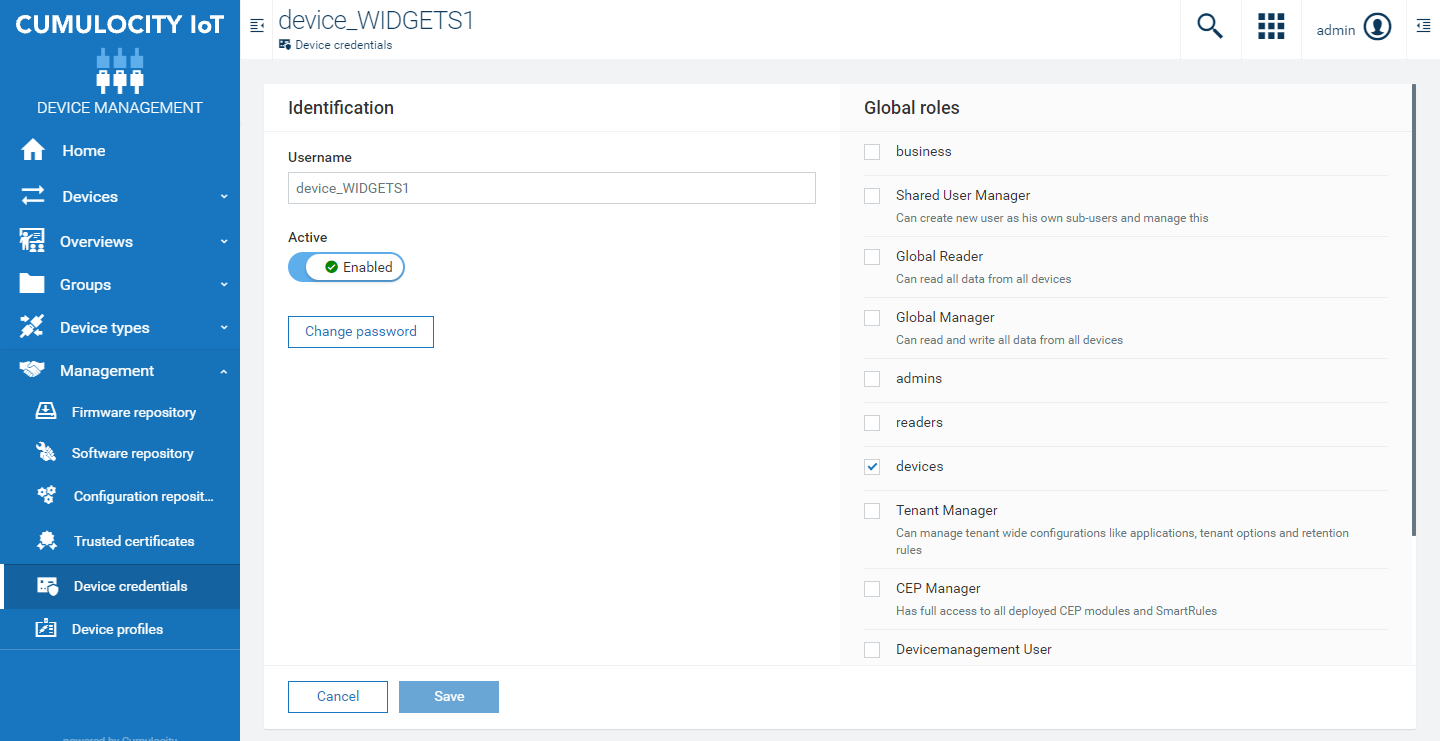 CUMULOCITY IoT
DEVICE MANAGEMENT
Home
Devices
Overviews
Groups
Device types
Management
Firmware repository
Software repository
Configuration reposit...
Trusted certificates
Device credentials
Device profiles
powered by Cumulocity
device_WIDGETS1
Device credentials
admin
Identification
Username
device_WIDGETS1
Active
Enabled
Change password
Global roles
business
Shared User Manager
Can create new user as his own sub-users and manage this
Global Reader
Can read all data from all devices
Global Manager
Can read and write all data from all devices
admins
readers
devices
Tenant Manager
Can manage tenant wide configurations like applications, tenant options and retention
rules
CEP Manager
Has full access to all deployed CEP modules and SmartRules
Devicemanagement User
Cancel
Save